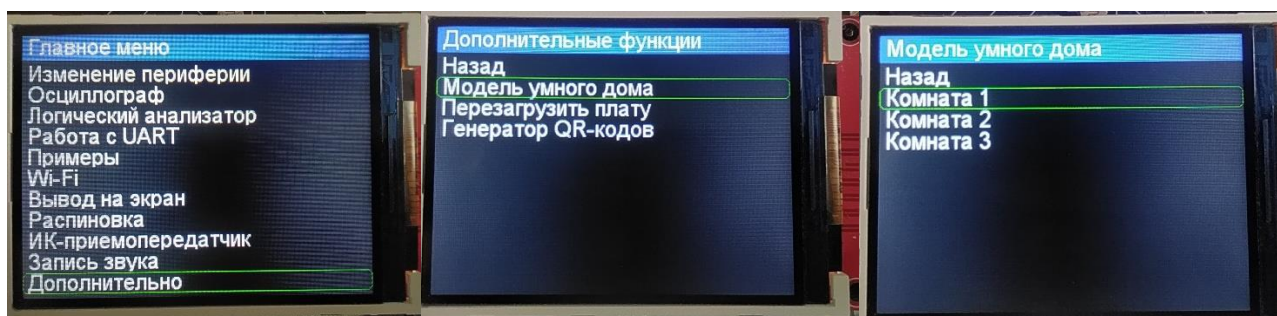 Главное меню
Изменение периферии
Осциллограф
Логический анализатор
Работа с UART
Примеры
Wi-Fi
Вывод на экран
Распиновка
ИК-приемопередатчик
Запись звука
Дополнительно
Дополнительные функции
Назад
Модель умного дома
Перезагрузить плату
Генератор QR-кодов
Модель умного дома
Назад
Комната 1
Комната 2
Комната 3